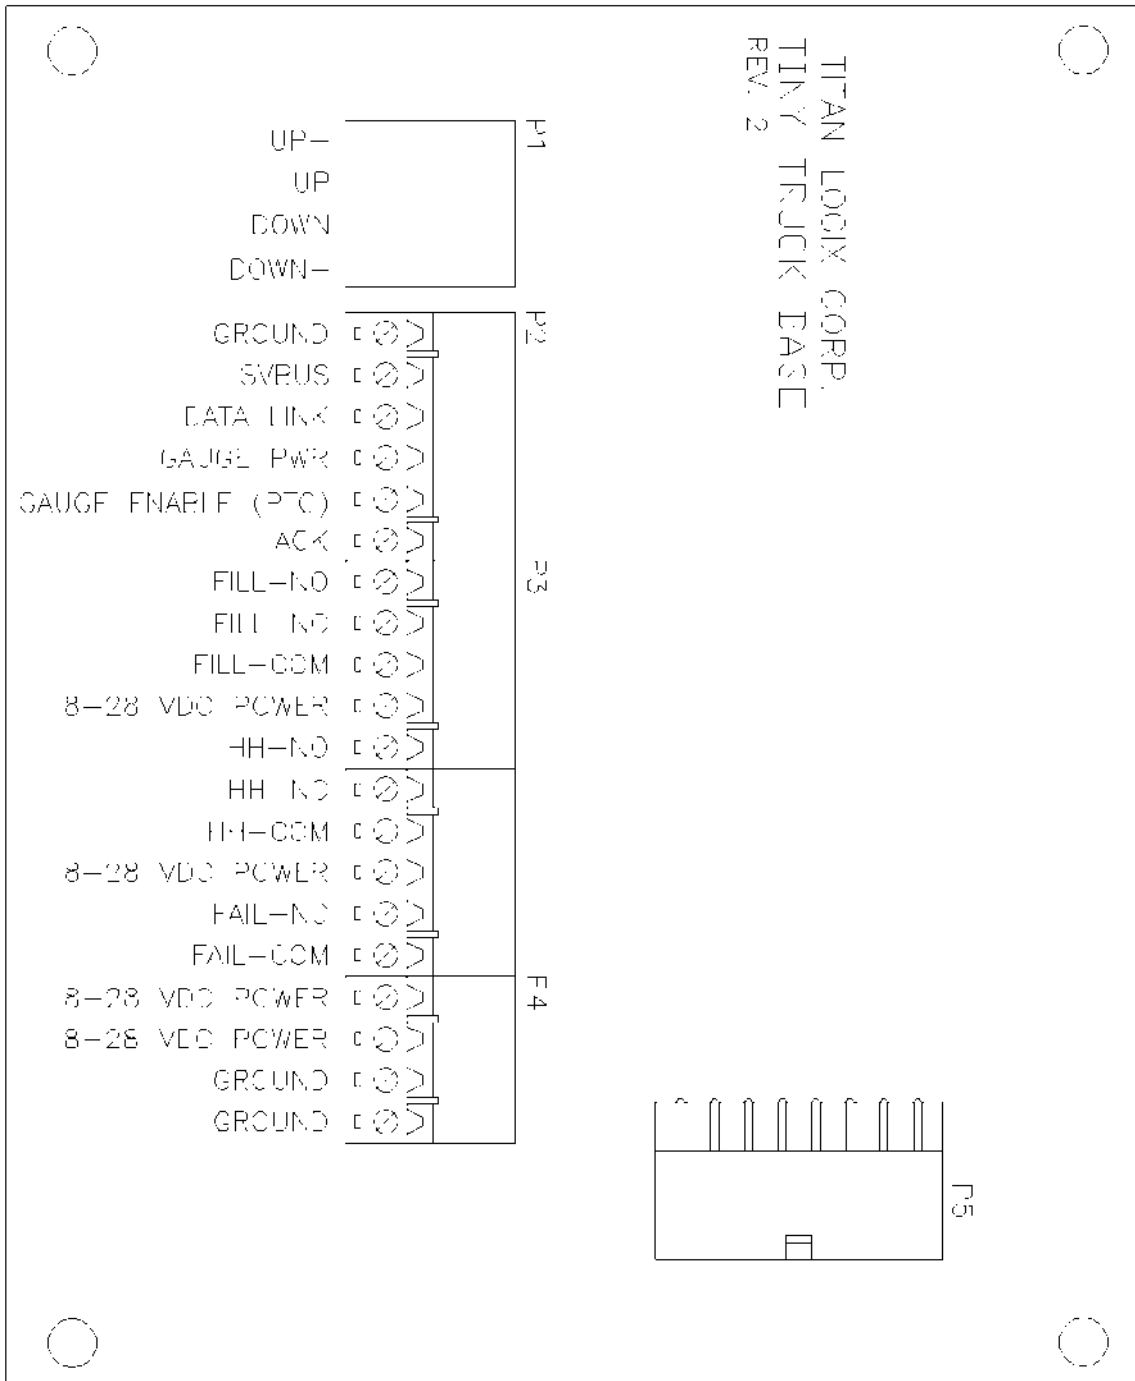 TITAN LOGIX CORP.
TINY TRUCK BASE
REV. 2
P1
UP-
UP
DOWN
DOWN-
P2
GROUND
5VBUS
DATA LINK
GAUGE PWR
GAUGE ENABLE (PTO)
ACK
P3
FILL-NO
FILL-NC
FILL-COM
8-28 VDC POWER
HH-NO
HH-NC
HH-COM
8-28 VDC POWER
FAIL-NC
FAIL-COM
P4
8-28 VDC POWER
8-28 VDC POWER
GROUND
GROUND
P5